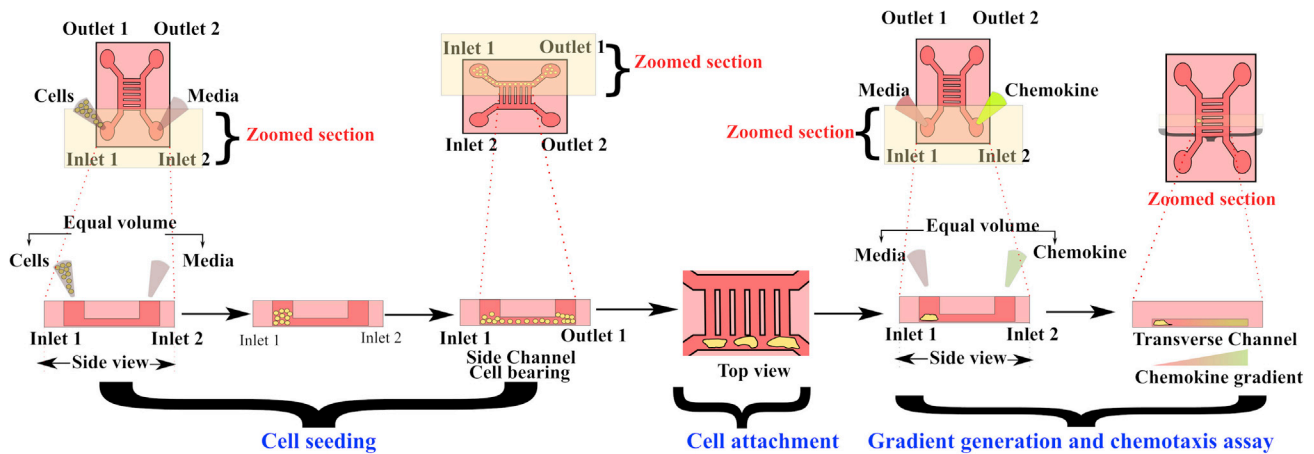 Outlet 1 Outlet 2
Cells
Media
Zoomed section
Inlet 1
Inlet 2
Equal volume
Cells
Media
Inlet 1
Inlet 2
Side view
Inlet 1
Inlet 2
Inlet 1
Outlet 1
Zoomed section
Inlet 2
Outlet 2
Inlet 1
Outlet 1
Side Channel
Cell bearing
Cell seeding
Top view
Cell attachment
Outlet 1 Outlet 2
Media
Chemokine
Zoomed section
Inlet 1
Inlet 2
Equal volume
Media
Chemokine
Inlet 1
Inlet 2
Side view
Zoomed section
Transverse Channel
Chemokine gradient
Gradient generation and chemotaxis assay